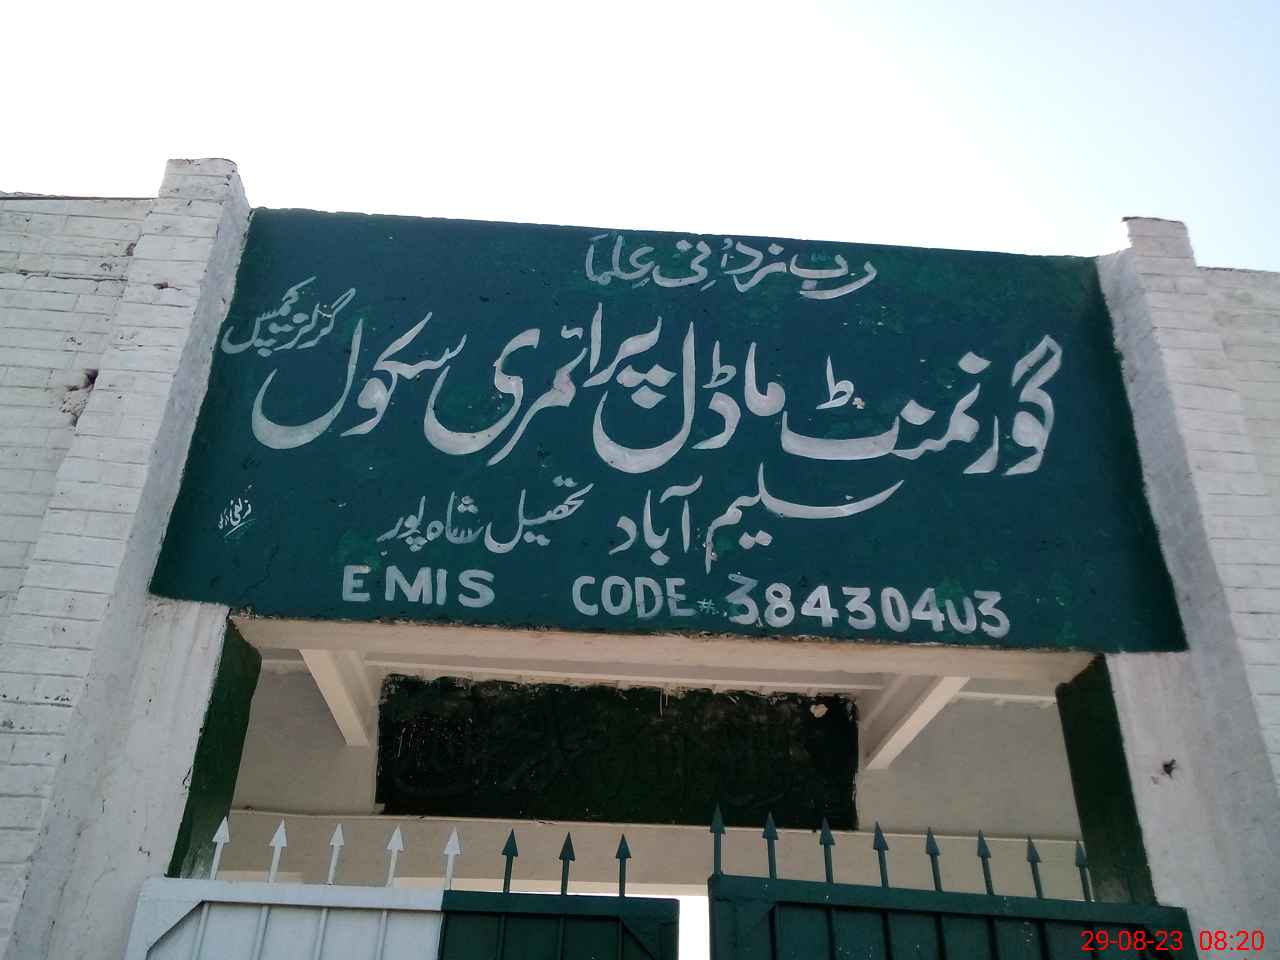 رب زدنی علما
گورنمنٹ ماڈل پرائمری سکول
گرلز کیمپس
سلیم آباد تحصیل شاہ پور
EMIS CODE # 38430403
29-08-23 08:20